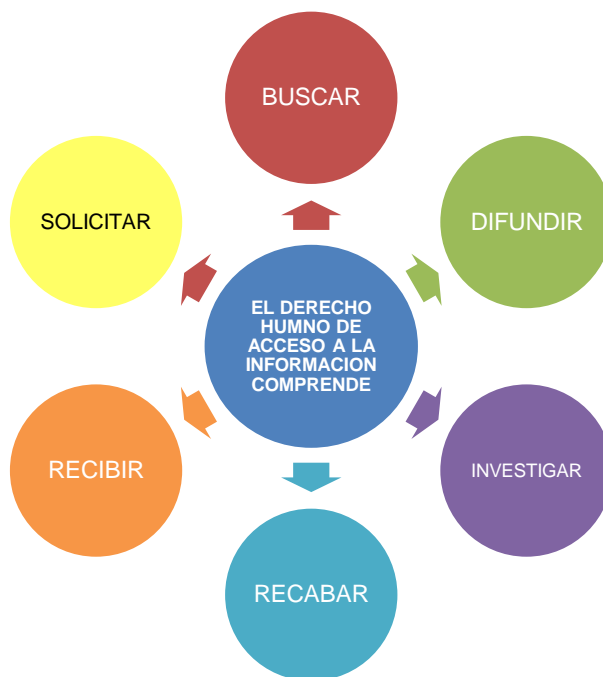 BUSCAR
SOLICITAR
DIFUNDIR
EL DERECHO
HUMNO DE
ACCESO A LA
INFORMACION
COMPRENDE
RECIBIR
INVESTIGAR
RECABAR